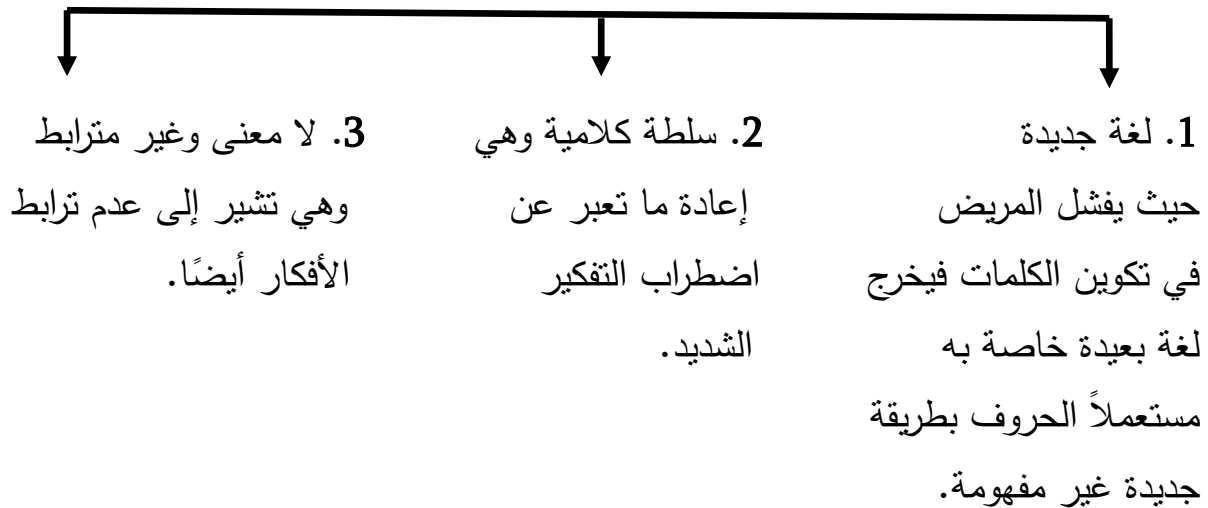 1. لغة جديدة
حيث يفشل المريض
في تكوين الكلمات فيخرج
لغة بعيدة خاصة به
مستعملاً الحروف بطريقة
جديدة غير مفهومة.
2. سلطة كلامية وهي
إعادة ما تعبر عن
اضطراب التفكير
الشديد.
3. لا معنى وغير مترابط
وهي تشير إلى عدم ترابط
الأفكار أيضًا.